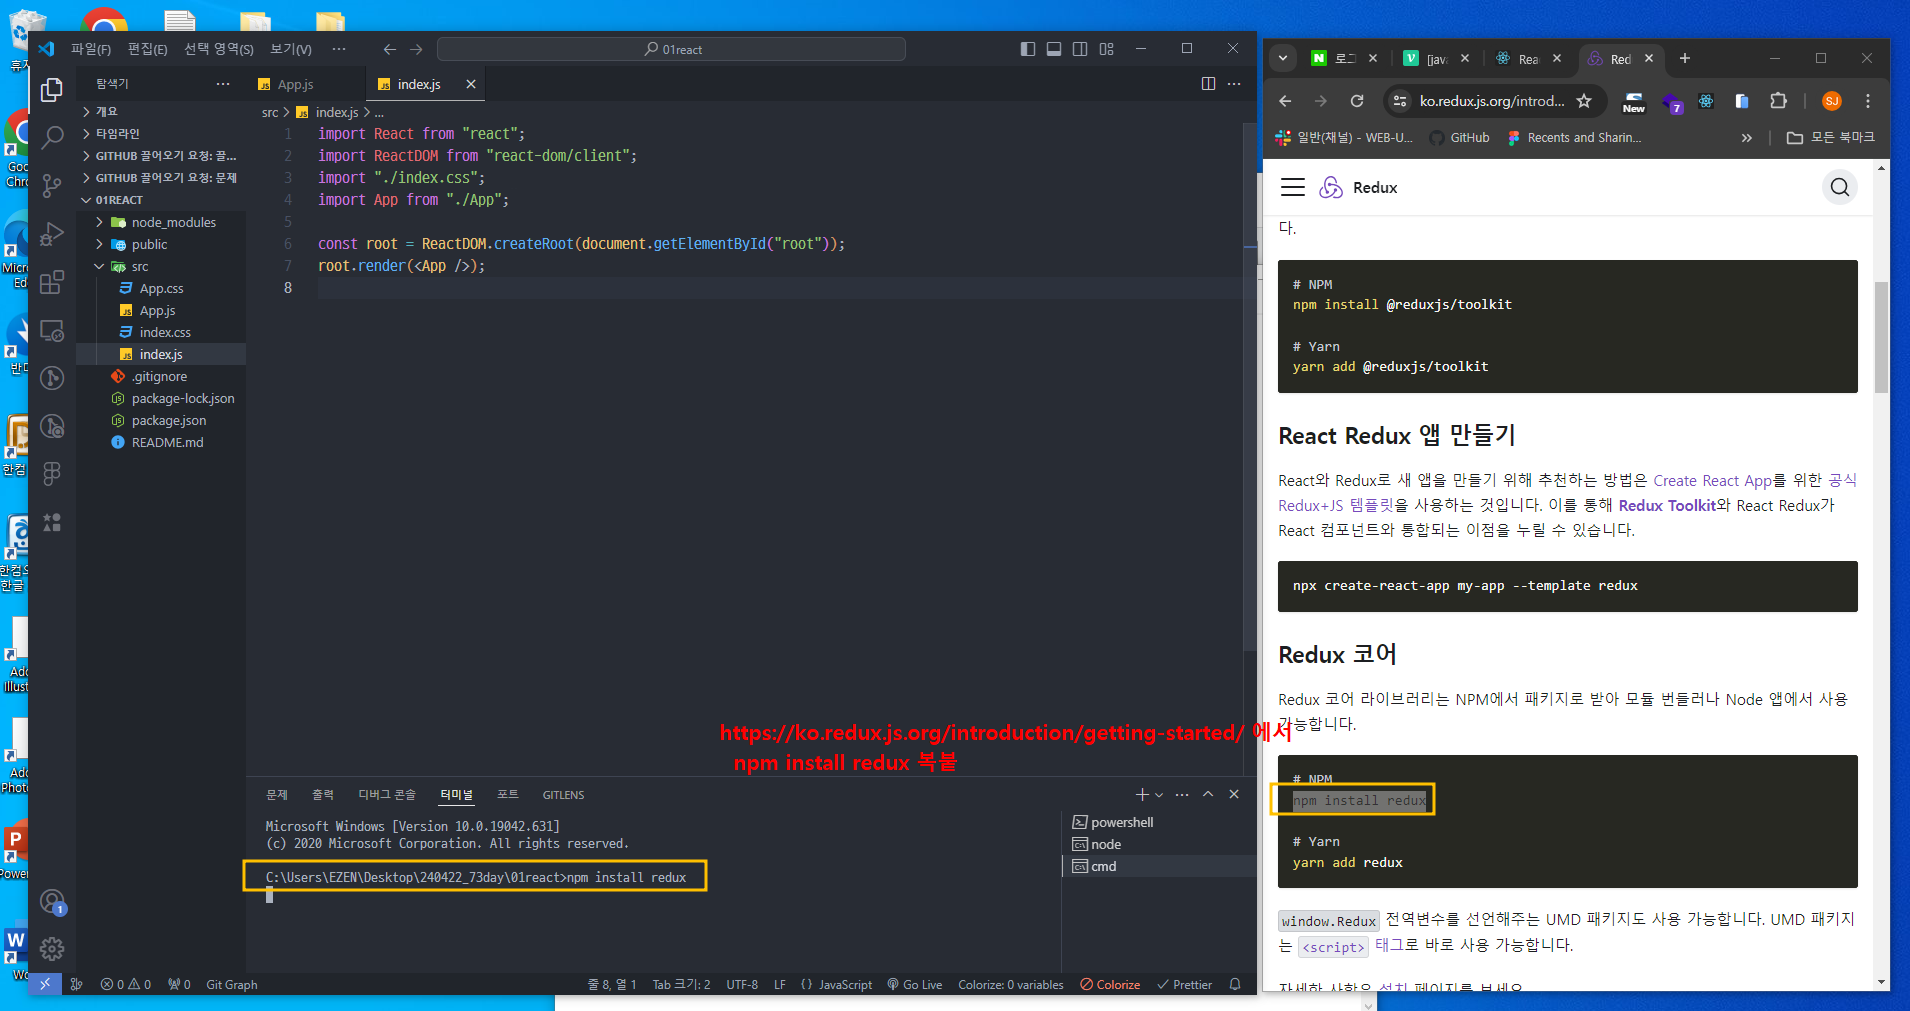 파일(F) 편집(E) 선택 영역(S) 보기(V) ···
01react
탐색기
개요
타임라인
GITHUB 끌어오기 요청: 끌...
GITHUB 끌어오기 요청: 문제
01REACT
node_modules
public
src
App.css
App.js
index.css
index.js
.gitignore
package-lock.json
package.json
README.md
App.js
index.js
src > index.js > ...
1 import React from "react";
2 import ReactDOM from "react-dom/client";
3 import "./index.css";
4 import App from "./App";
5
6 const root = ReactDOM.createRoot(document.getElementById("root"));
7 root.render(<App />);
8
https://ko.redux.js.org/introduction/getting-started/ 에서
npm install redux 복붙
문제 출력 디버그 콘솔 터미널 포트 GITLENS
Microsoft Windows [Version 10.0.19042.631]
(c) 2020 Microsoft Corporation. All rights reserved.
C:\Users\EZEN\Desktop\240422_73day\01react>npm install redux
powershell
node
cmd
1
0 0 0 Git Graph
줄 8, 열 1 Tab 크기: 2 UTF-8 LF { } JavaScript Go Live Colorize: 0 variables Colorize Prettier
로그 [java Reac Red
ko.redux.js.org/introd...
New 7 SJ
일반(채널) - WEB-U... GitHub Recents and Sharin... » 모든 북마크
Redux
다.
# NPM
npm install @reduxjs/toolkit
# Yarn
yarn add @reduxjs/toolkit
React Redux 앱 만들기
React와 Redux로 새 앱을 만들기 위해 추천하는 방법은 Create React App를 위한 공식
Redux+JS 템플릿을 사용하는 것입니다. 이를 통해 Redux Toolkit와 React Redux가
React 컴포넌트와 통합되는 이점을 누릴 수 있습니다.
npx create-react-app my-app --template redux
Redux 코어
Redux 코어 라이브러리는 NPM에서 패키지로 받아 모듈 번들러나 Node 앱에서 사용
가능합니다.
# NPM
npm install redux
# Yarn
yarn add redux
window.Redux 전역변수를 선언해주는 UMD 패키지도 사용 가능합니다. UMD 패키지
는 <script> 태그로 바로 사용 가능합니다.
자세한 사항은 설치 페이지를 보세요